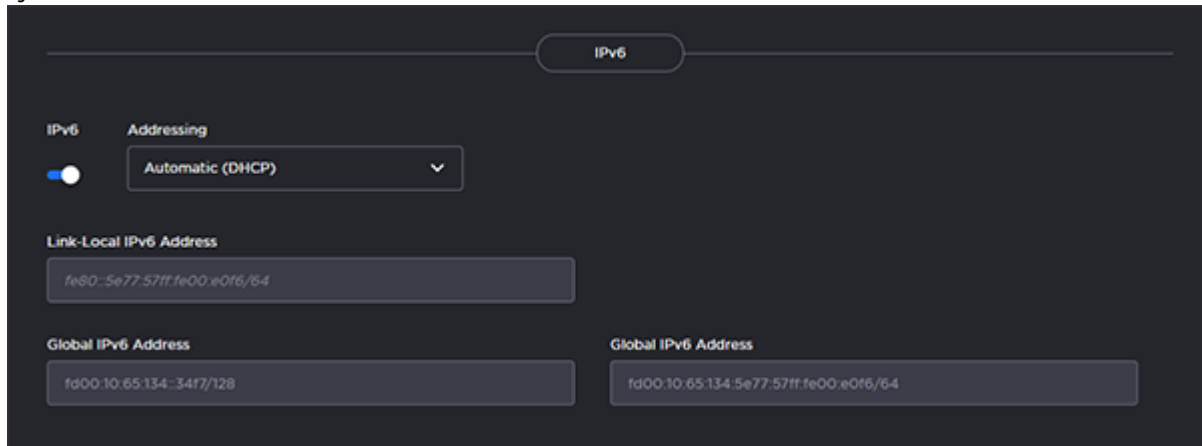 IPv6
IPv6 Addressing
Automatic (DHCP)
Link-Local IPv6 Address
fe80::5e77:57ff:fe00:e0f6/64
Global IPv6 Address Global IPv6 Address
fd00:10:65:134::34f7/128 fd00:10:65:134:5e77:57ff:fe00:e0f6/64